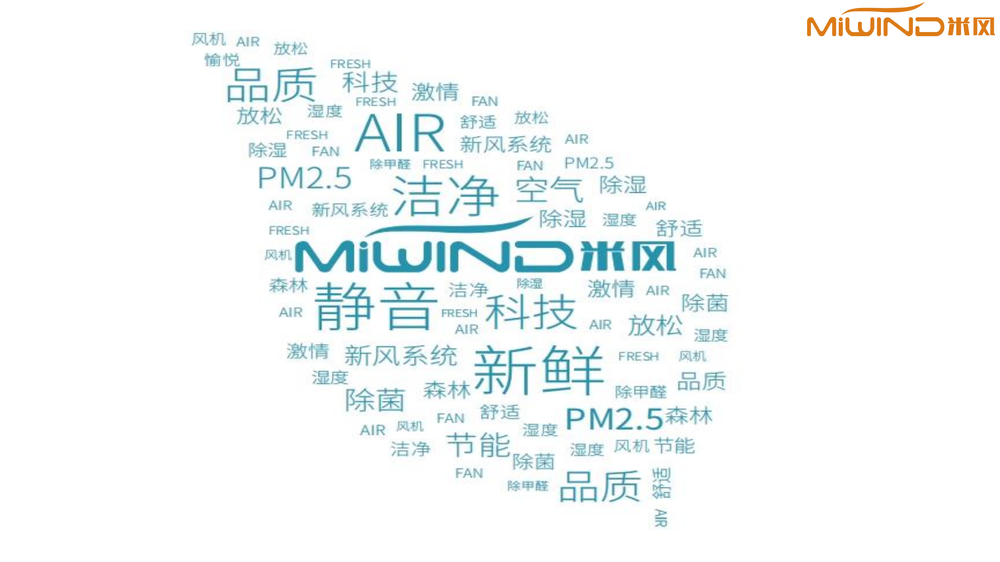 MiWIND米风
风机 AIR 放松
愉悦 FRESH
品质 科技 激情
FRESH FAN
放松 湿度 AIR 舒适 放松
FRESH 新风系统 AIR
除湿 FAN
除甲醛 FRESH FAN PM2.5
PM2.5 洁净 空气 除湿
AIR 新风系统 AIR
除湿 湿度 舒适
FRESH
风机 MiWIND米风 AIR
FAN
森林 静音 洁净 除湿 激情 AIR 除菌
AIR FRESH 科技 AIR 放松
AIR 湿度
激情 新风系统 新鲜 FRESH 风机
湿度 品质
除菌 森林 除甲醛
FAN 舒适 PM2.5 森林
AIR 风机 湿度
洁净 节能 湿度 风机 节能
除菌
FAN 品质 舒适
除甲醛
AIR